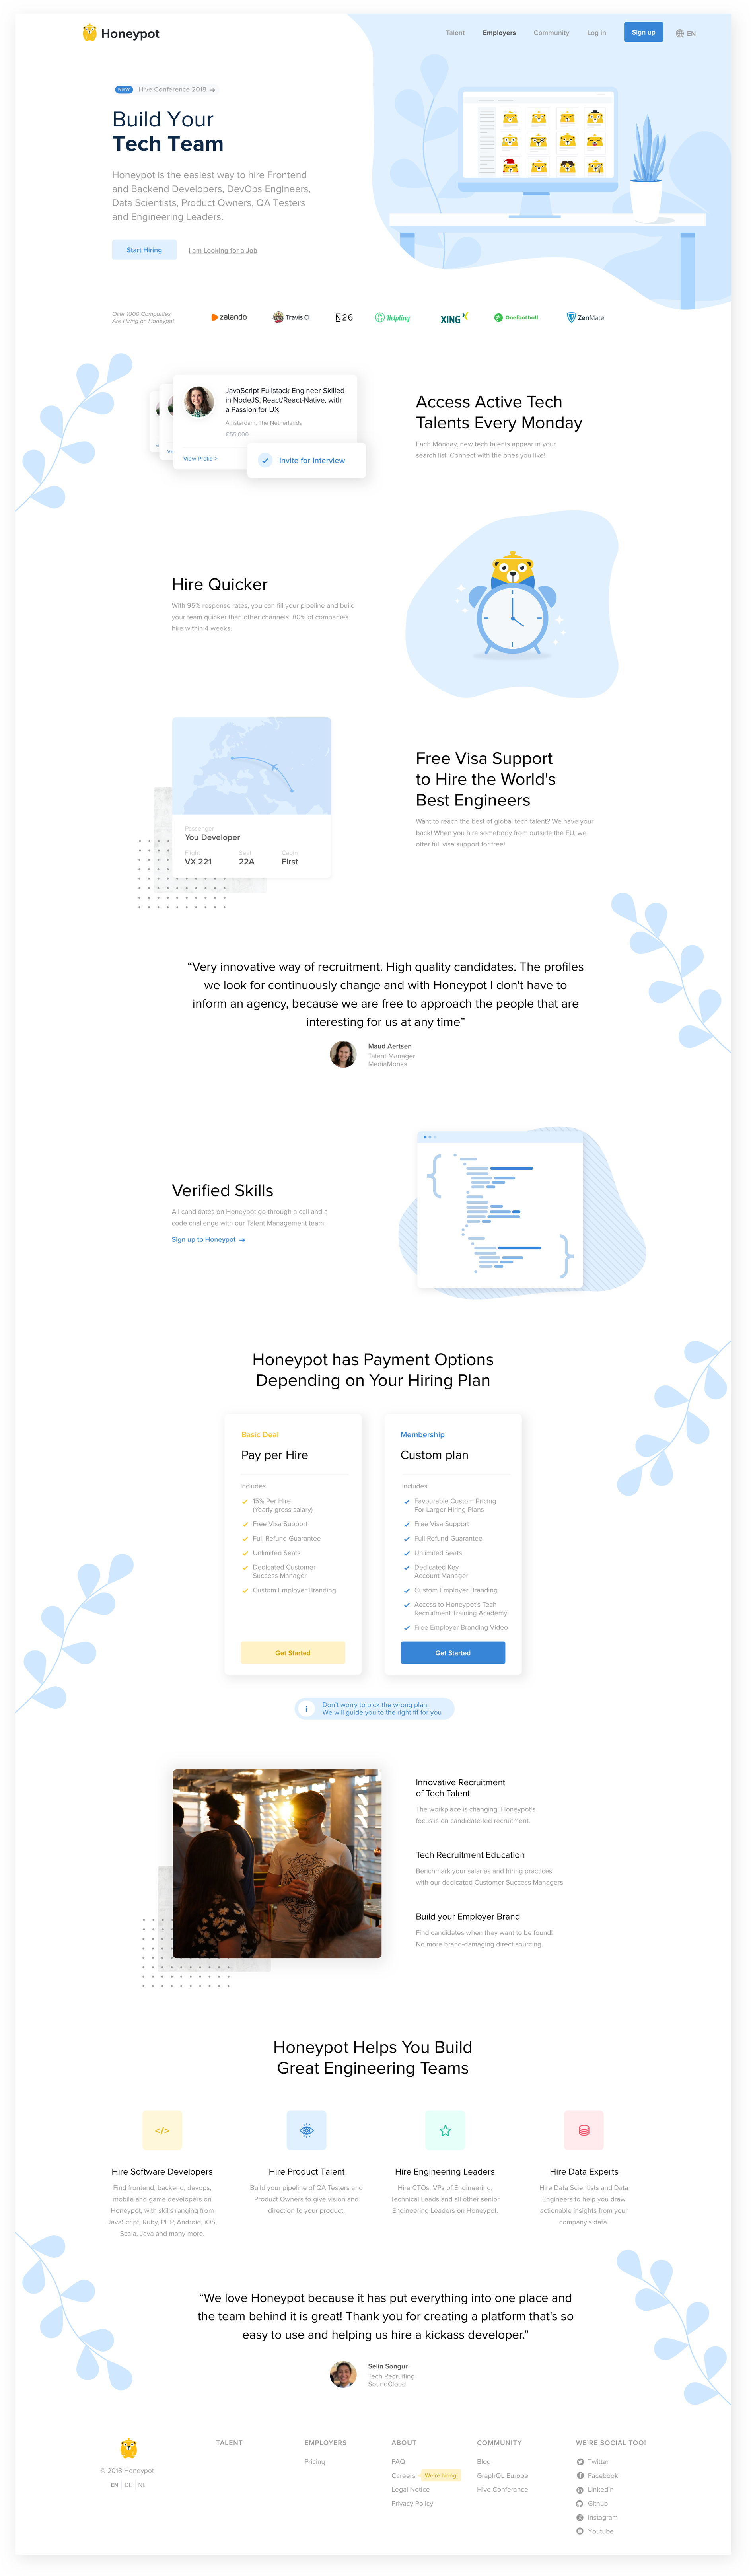 Honeypot
Talent
Employers
Community
Log in
Sign up
EN
NEW
Hive Conference 2018
Build Your
Tech Team
Honeypot is the easiest way to hire Frontend
and Backend Developers, DevOps Engineers,
Data Scientists, Product Owners, QA Testers
and Engineering Leaders.
Start Hiring
I am Looking for a Job
Over 1000 Companies
Are Hiring on Honeypot
zalando
Travis CI
N26
Helpling
XING
Onefootball
ZenMate
JavaScript Fullstack Engineer Skilled
in NodeJS, React/React-Native, with
a Passion for UX
Amsterdam, The Netherlands
€55,000
View Profile >
Invite for Interview
Access Active Tech
Talents Every Monday
Each Monday, new tech talents appear in your
search list. Connect with the ones you like!
Hire Quicker
With 95% response rates, you can fill your pipeline and build
your team quicker than other channels. 80% of companies
hire within 4 weeks.
Passenger
You Developer
Flight
Seat
Cabin
VX 221
22A
First
Free Visa Support
to Hire the World's
Best Engineers
Want to reach the best of global tech talent? We have your
back! When you hire somebody from outside the EU, we
offer full visa support for free!
“Very innovative way of recruitment. High quality candidates. The profiles
we look for continuously change and with Honeypot I don't have to
inform an agency, because we are free to approach the people that are
interesting for us at any time”
Maud Aertsen
Talent Manager
MediaMonks
Verified Skills
All candidates on Honeypot go through a call and a
code challenge with our Talent Management team.
Sign up to Honeypot
Honeypot has Payment Options
Depending on Your Hiring Plan
Basic Deal
Pay per Hire
Includes
15% Per Hire
(Yearly gross salary)
Free Visa Support
Full Refund Guarantee
Unlimited Seats
Dedicated Customer
Success Manager
Custom Employer Branding
Get Started
Membership
Custom plan
Includes
Favourable Custom Pricing
For Larger Hiring Plans
Free Visa Support
Full Refund Guarantee
Unlimited Seats
Dedicated Key
Account Manager
Custom Employer Branding
Access to Honeypot's Tech
Recruitment Training Academy
Free Employer Branding Video
Get Started
i
Don't worry to pick the wrong plan.
We will guide you to the right fit for you
Innovative Recruitment
of Tech Talent
The workplace is changing. Honeypot's
focus is on candidate-led recruitment.
Tech Recruitment Education
Benchmark your salaries and hiring practices
with our dedicated Customer Success Managers
Build your Employer Brand
Find candidates when they want to be found!
No more brand-damaging direct sourcing.
Honeypot Helps You Build
Great Engineering Teams
</>
Hire Software Developers
Find frontend, backend, devops,
mobile and game developers on
Honeypot, with skills ranging from
JavaScript, Ruby, PHP, Android, iOS,
Scala, Java and many more.
Hire Product Talent
Build your pipeline of QA Testers and
Product Owners to give vision and
direction to your product.
Hire Engineering Leaders
Hire CTOs, VPs of Engineering,
Technical Leads and all other senior
Engineering Leaders on Honeypot.
Hire Data Experts
Hire Data Scientists and Data
Engineers to help you draw
actionable insights from your
company's data.
“We love Honeypot because it has put everything into one place and
the team behind it is great! Thank you for creating a platform that's so
easy to use and helping us hire a kickass developer.”
Selin Songur
Tech Recruiting
SoundCloud
© 2018 Honeypot
EN DE NL
TALENT
EMPLOYERS
Pricing
ABOUT
FAQ
Careers
We're hiring!
Legal Notice
Privacy Policy
COMMUNITY
Blog
GraphQL Europe
Hive Conferance
WE'RE SOCIAL TOO!
Twitter
Facebook
Linkedin
Github
Instagram
Youtube